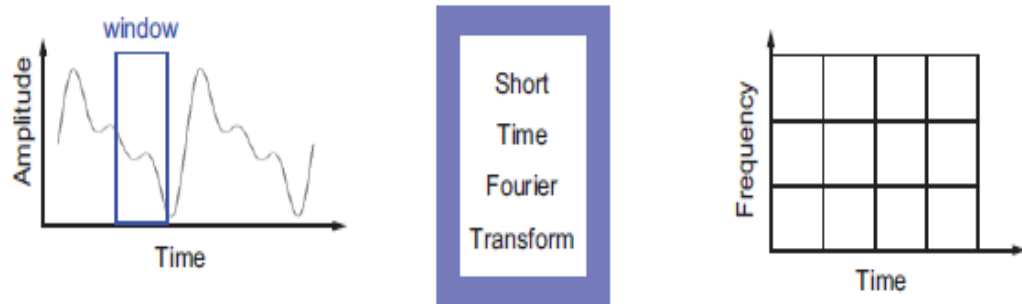 window
Amplitude
Time
Short
Time
Fourier
Transform
Frequency
Time